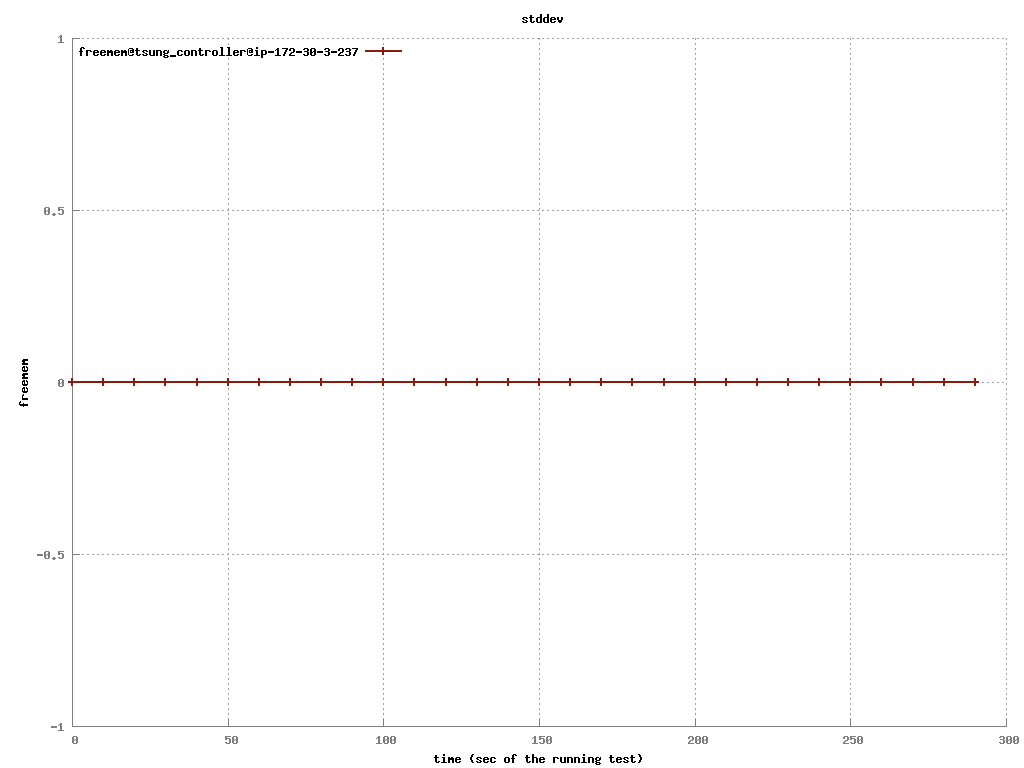 stddev
freemem@tsung_controller@ip-172-30-3-237
1
0.5
0
-0.5
-1
freemem
0 50 100 150 200 250 300
time (sec of the running test)